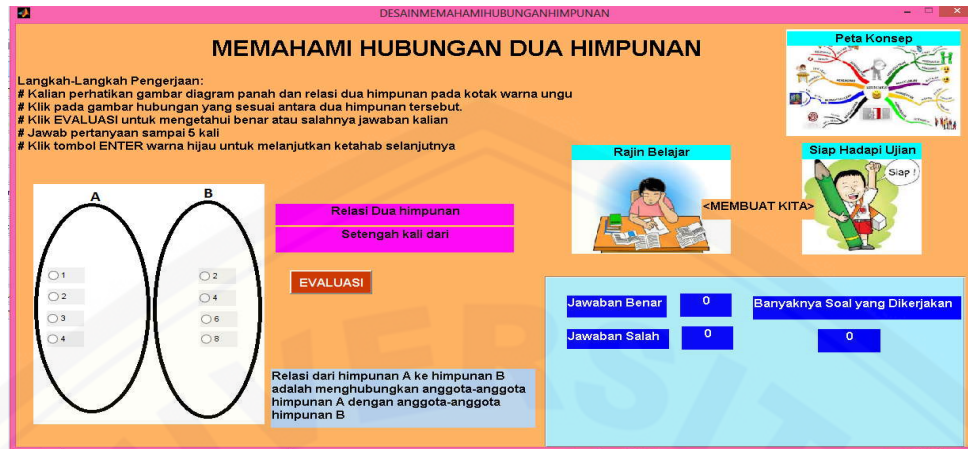 DESAINMEMAHAMIHUBUNGANHIMPUNAN
MEMAHAMI HUBUNGAN DUA HIMPUNAN
Peta Konsep
Langkah-Langkah Pengerjaan:
# Kalian perhatikan gambar diagram panah dan relasi dua himpunan pada kotak warna ungu
# Klik pada gambar hubungan yang sesuai antara dua himpunan tersebut.
# Klik EVALUASI untuk mengetahui benar atau salahnya jawaban kalian
# Jawab pertanyaan sampai 5 kali
# Klik tombol ENTER warna hijau untuk melanjutkan ketahab selanjutnya
Rajin Belajar
Siap Hadapi Ujian
Siap !
<MEMBUAT KITA>
A
B
1
2
3
4
2
4
6
8
Relasi Dua himpunan
Setengah kali dari
EVALUASI
Relasi dari himpunan A ke himpunan B
adalah menghubungkan anggota-anggota
himpunan A dengan anggota-anggota
himpunan B
Jawaban Benar
0
Banyaknya Soal yang Dikerjakan
Jawaban Salah
0
0
UNIVERSIT